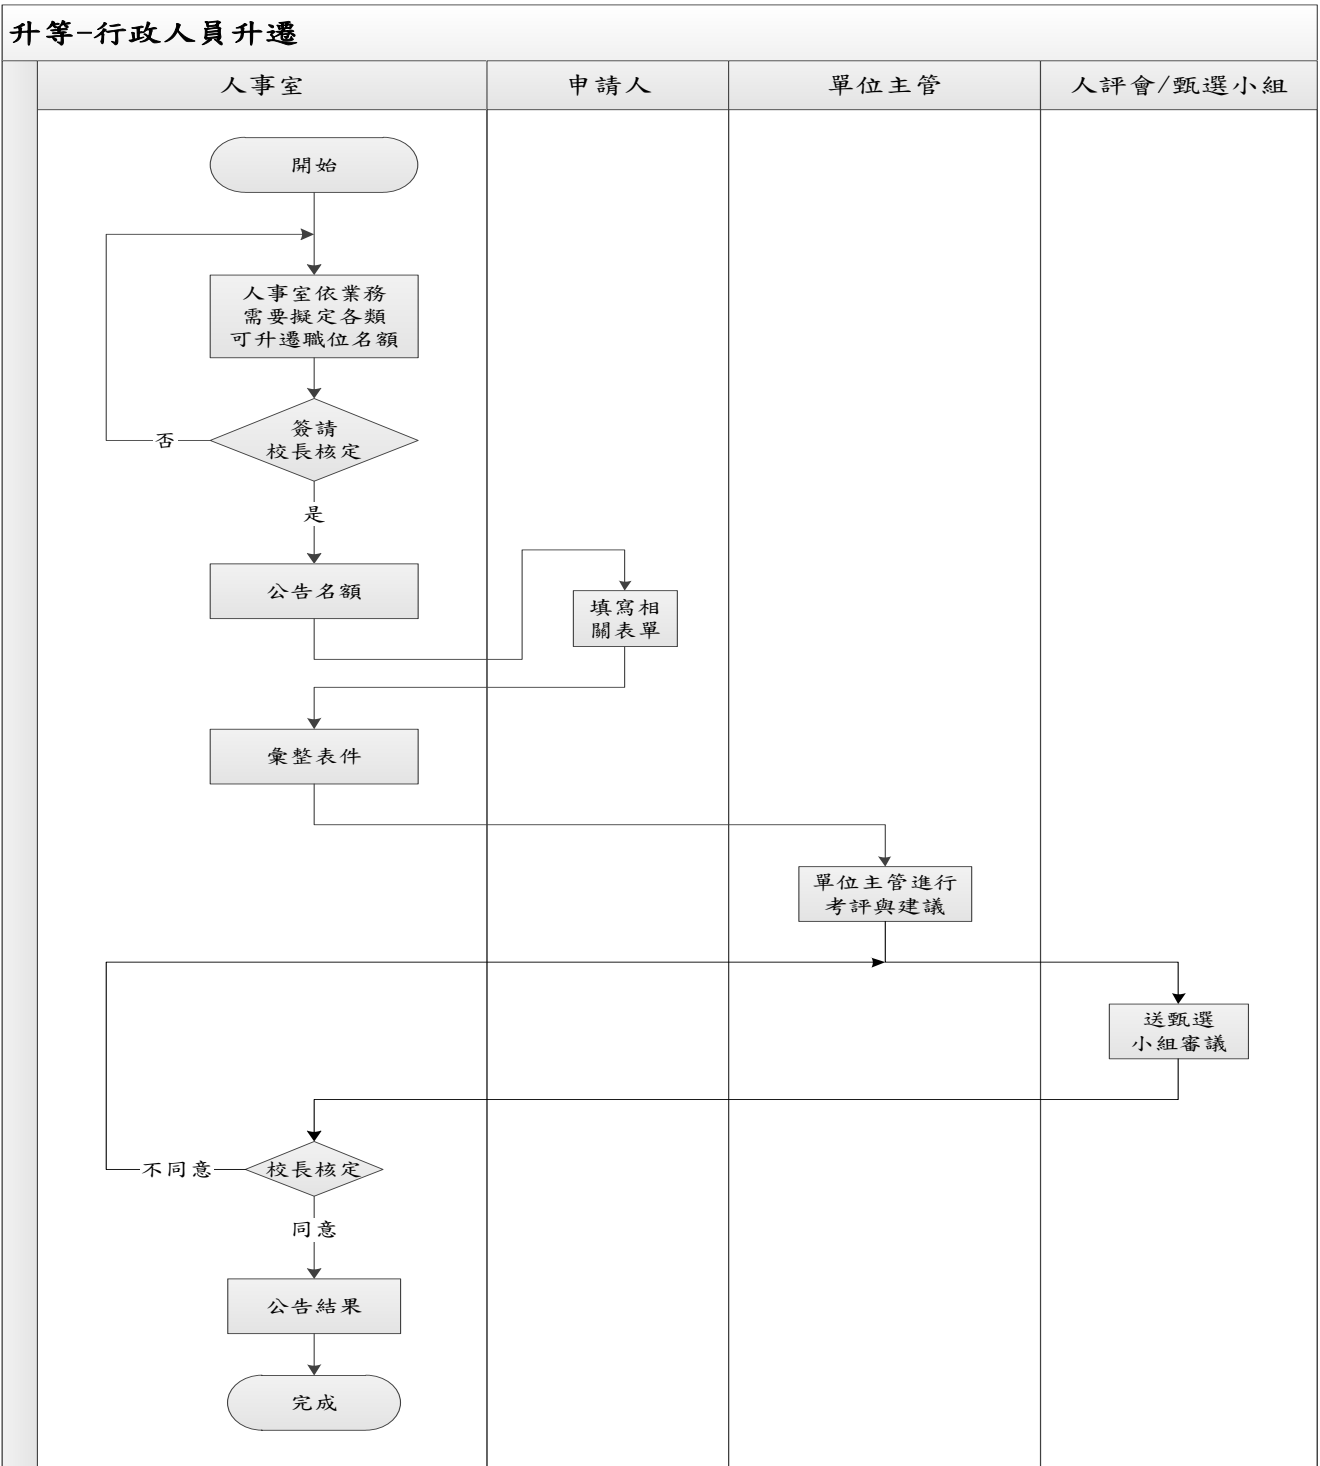 升等-行政人員升遷
人事室
申請人
單位主管
人評會/甄選小組
開始
人事室依業務
需要擬定各類
可升遷職位名額
簽請
校長核定
否
是
公告名額
填寫相
關表單
彙整表件
單位主管進行
考評與建議
送甄選
小組審議
校長核定
不同意
同意
公告結果
完成